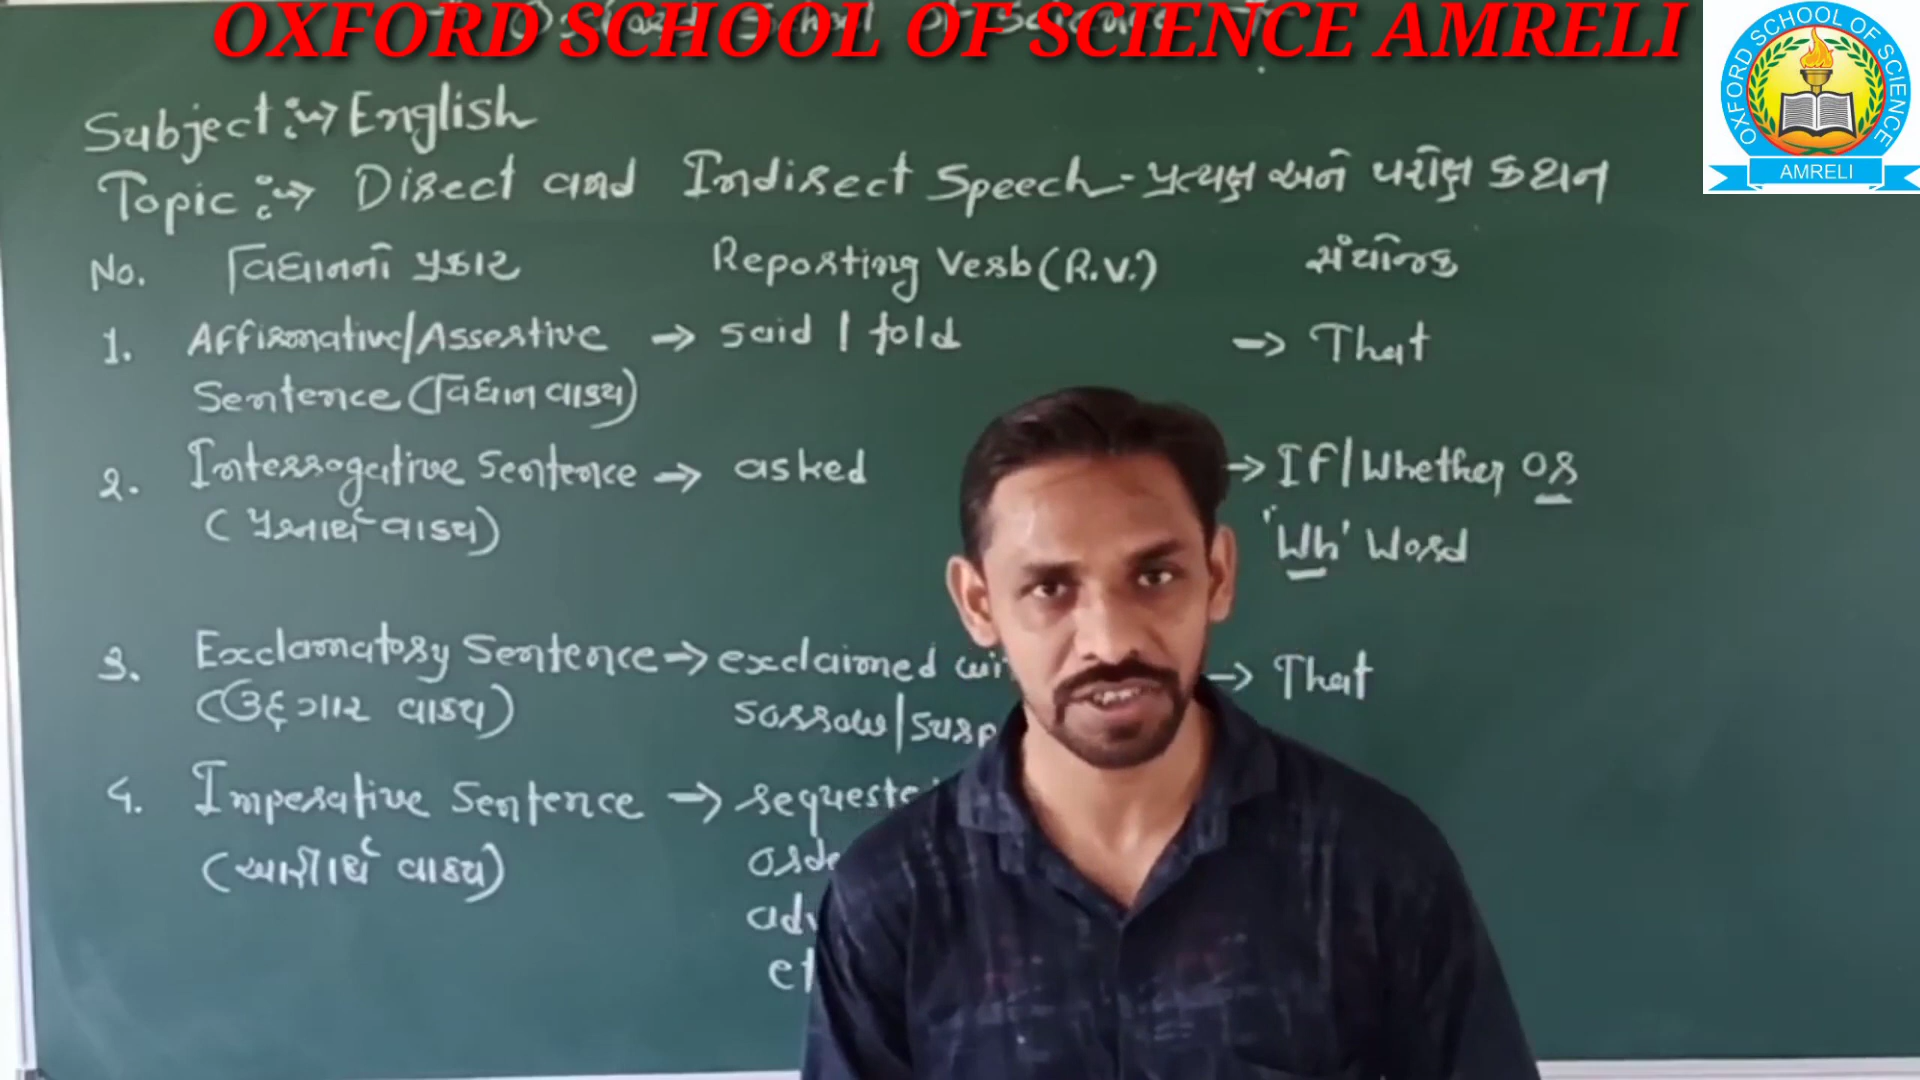 OXFORD SCHOOL OF SCIENCE AMRELI
OXFORD SCHOOL OF SCIENCE
AMRELI
Subject :→ English
Topic :→ Direct and Indirect Speech - પ્રત્યક્ષ અને પરોક્ષ કથન
No. વિધાનનો પ્રકાર Reporting Verb (R.V.) સંયોજક
1. Affirmative/Assertive → said | told → That
Sentence (વિધાન વાક્ય)
2. Interrogative Sentence → asked → If/Whether or
(પ્રશ્નાર્થ વાક્ય) 'Wh' Word
3. Exclamatory Sentence → exclaimed → That
(ઉદ્દગાર વાક્ય) sorrow/
4. Imperative Sentence →
(આજ્ઞાર્થ વાક્ય)